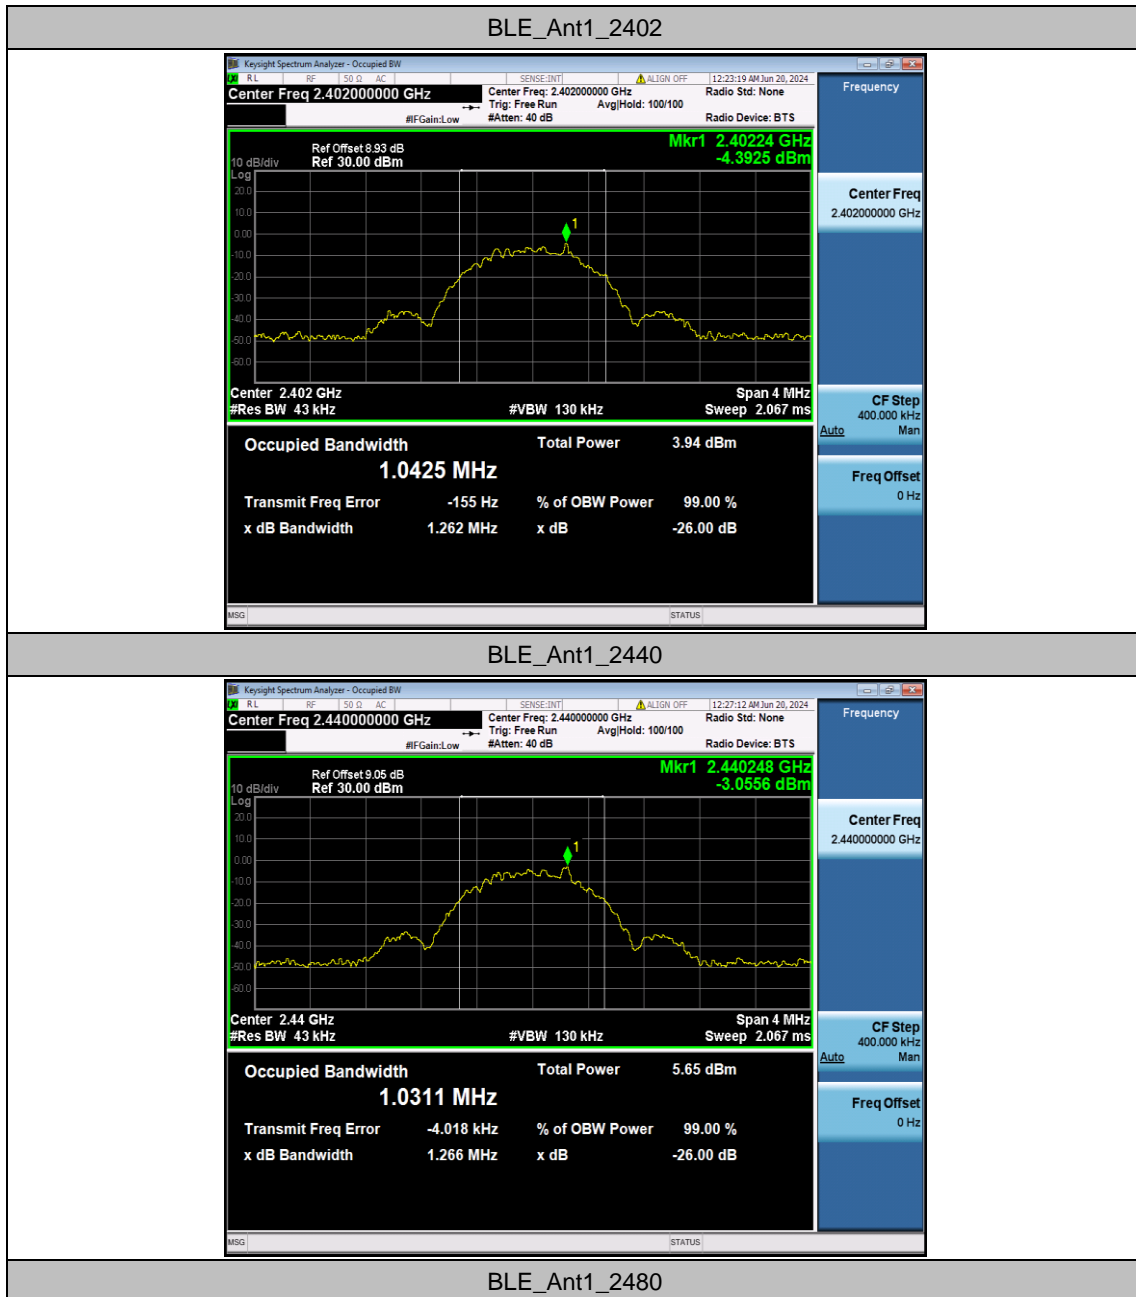 BLE_Ant1_2402
Keysight Spectrum Analyzer - Occupied BW
LXI RL RF 50 Ω AC SENSE:INT ALIGN OFF 12:23:19 AM Jun 20, 2024
Center Freq 2.402000000 GHz Center Freq: 2.402000000 GHz Radio Std: None Frequency
Trig: Free Run Avg|Hold: 100/100
#IFGain:Low #Atten: 40 dB Radio Device: BTS
Mkr1 2.40224 GHz
Ref Offset 8.93 dB -4.3925 dBm
10 dB/div Ref 30.00 dBm
Log
20.0
10.0
0.00
-10.0
-20.0
-30.0
-40.0
-50.0
-60.0
1
Center Freq
2.402000000 GHz
Center 2.402 GHz Span 4 MHz
#Res BW 43 kHz #VBW 130 kHz Sweep 2.067 ms
CF Step
400.000 kHz
Auto Man
Occupied Bandwidth Total Power 3.94 dBm
1.0425 MHz
Freq Offset
0 Hz
Transmit Freq Error -155 Hz % of OBW Power 99.00 %
x dB Bandwidth 1.262 MHz x dB -26.00 dB
MSG STATUS
BLE_Ant1_2440
Keysight Spectrum Analyzer - Occupied BW
LXI RL RF 50 Ω AC SENSE:INT ALIGN OFF 12:27:12 AM Jun 20, 2024
Center Freq 2.440000000 GHz Center Freq: 2.440000000 GHz Radio Std: None Frequency
Trig: Free Run Avg|Hold: 100/100
#IFGain:Low #Atten: 40 dB Radio Device: BTS
Mkr1 2.440248 GHz
Ref Offset 9.05 dB -3.0556 dBm
10 dB/div Ref 30.00 dBm
Log
20.0
10.0
0.00
-10.0
-20.0
-30.0
-40.0
-50.0
-60.0
1
Center Freq
2.440000000 GHz
Center 2.44 GHz Span 4 MHz
#Res BW 43 kHz #VBW 130 kHz Sweep 2.067 ms
CF Step
400.000 kHz
Auto Man
Occupied Bandwidth Total Power 5.65 dBm
1.0311 MHz
Freq Offset
0 Hz
Transmit Freq Error -4.018 kHz % of OBW Power 99.00 %
x dB Bandwidth 1.266 MHz x dB -26.00 dB
MSG STATUS
BLE_Ant1_2480